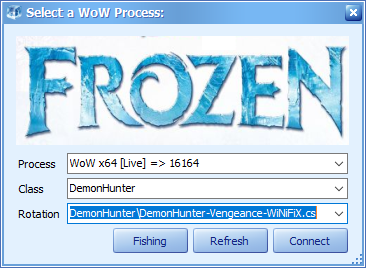 Select a WoW Process:
FROZEN
Process WoW x64 [Live] => 16164
Class DemonHunter
Rotation DemonHunter\DemonHunter-Vengeance-WiNiFiX.cs
Fishing Refresh Connect